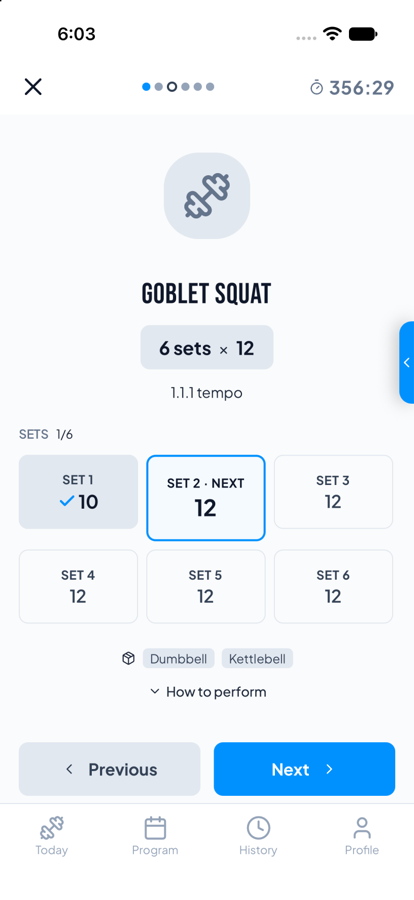 6:03
356:29
GOBLET SQUAT
6 sets × 12
1.1.1 tempo
SETS 1/6
SET 1
10
SET 2 · NEXT
12
SET 3
12
SET 4
12
SET 5
12
SET 6
12
Dumbbell Kettlebell
How to perform
Previous Next
Today Program History Profile